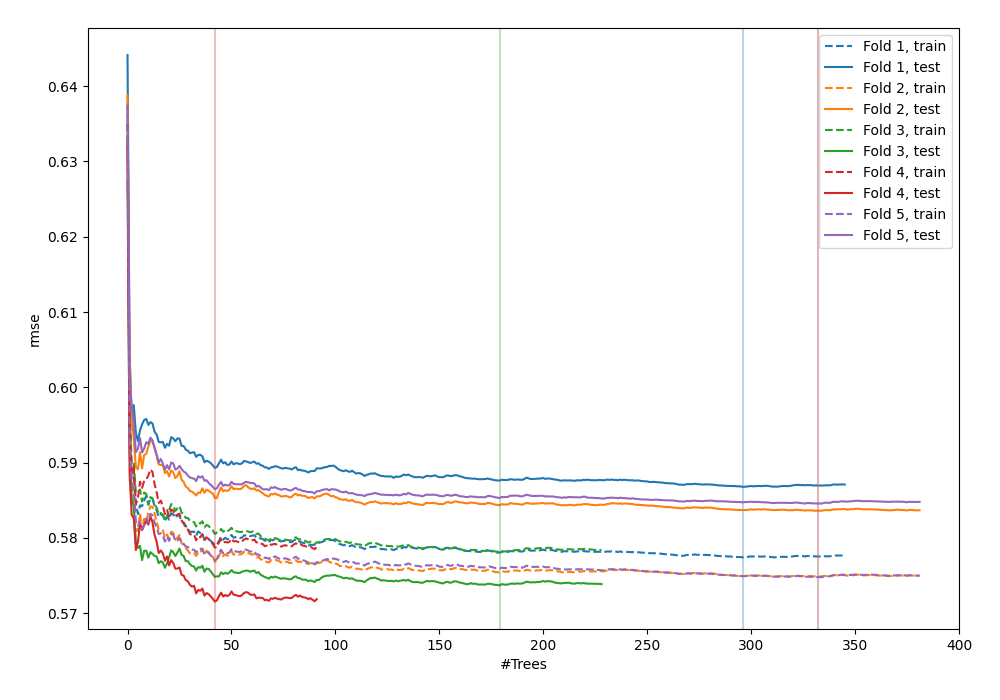 Fold 1, train
Fold 1, test
Fold 2, train
Fold 2, test
Fold 3, train
Fold 3, test
Fold 4, train
Fold 4, test
Fold 5, train
Fold 5, test
rmse
0.64
0.63
0.62
0.61
0.60
0.59
0.58
0.57
0 50 100 150 200 250 300 350 400
#Trees